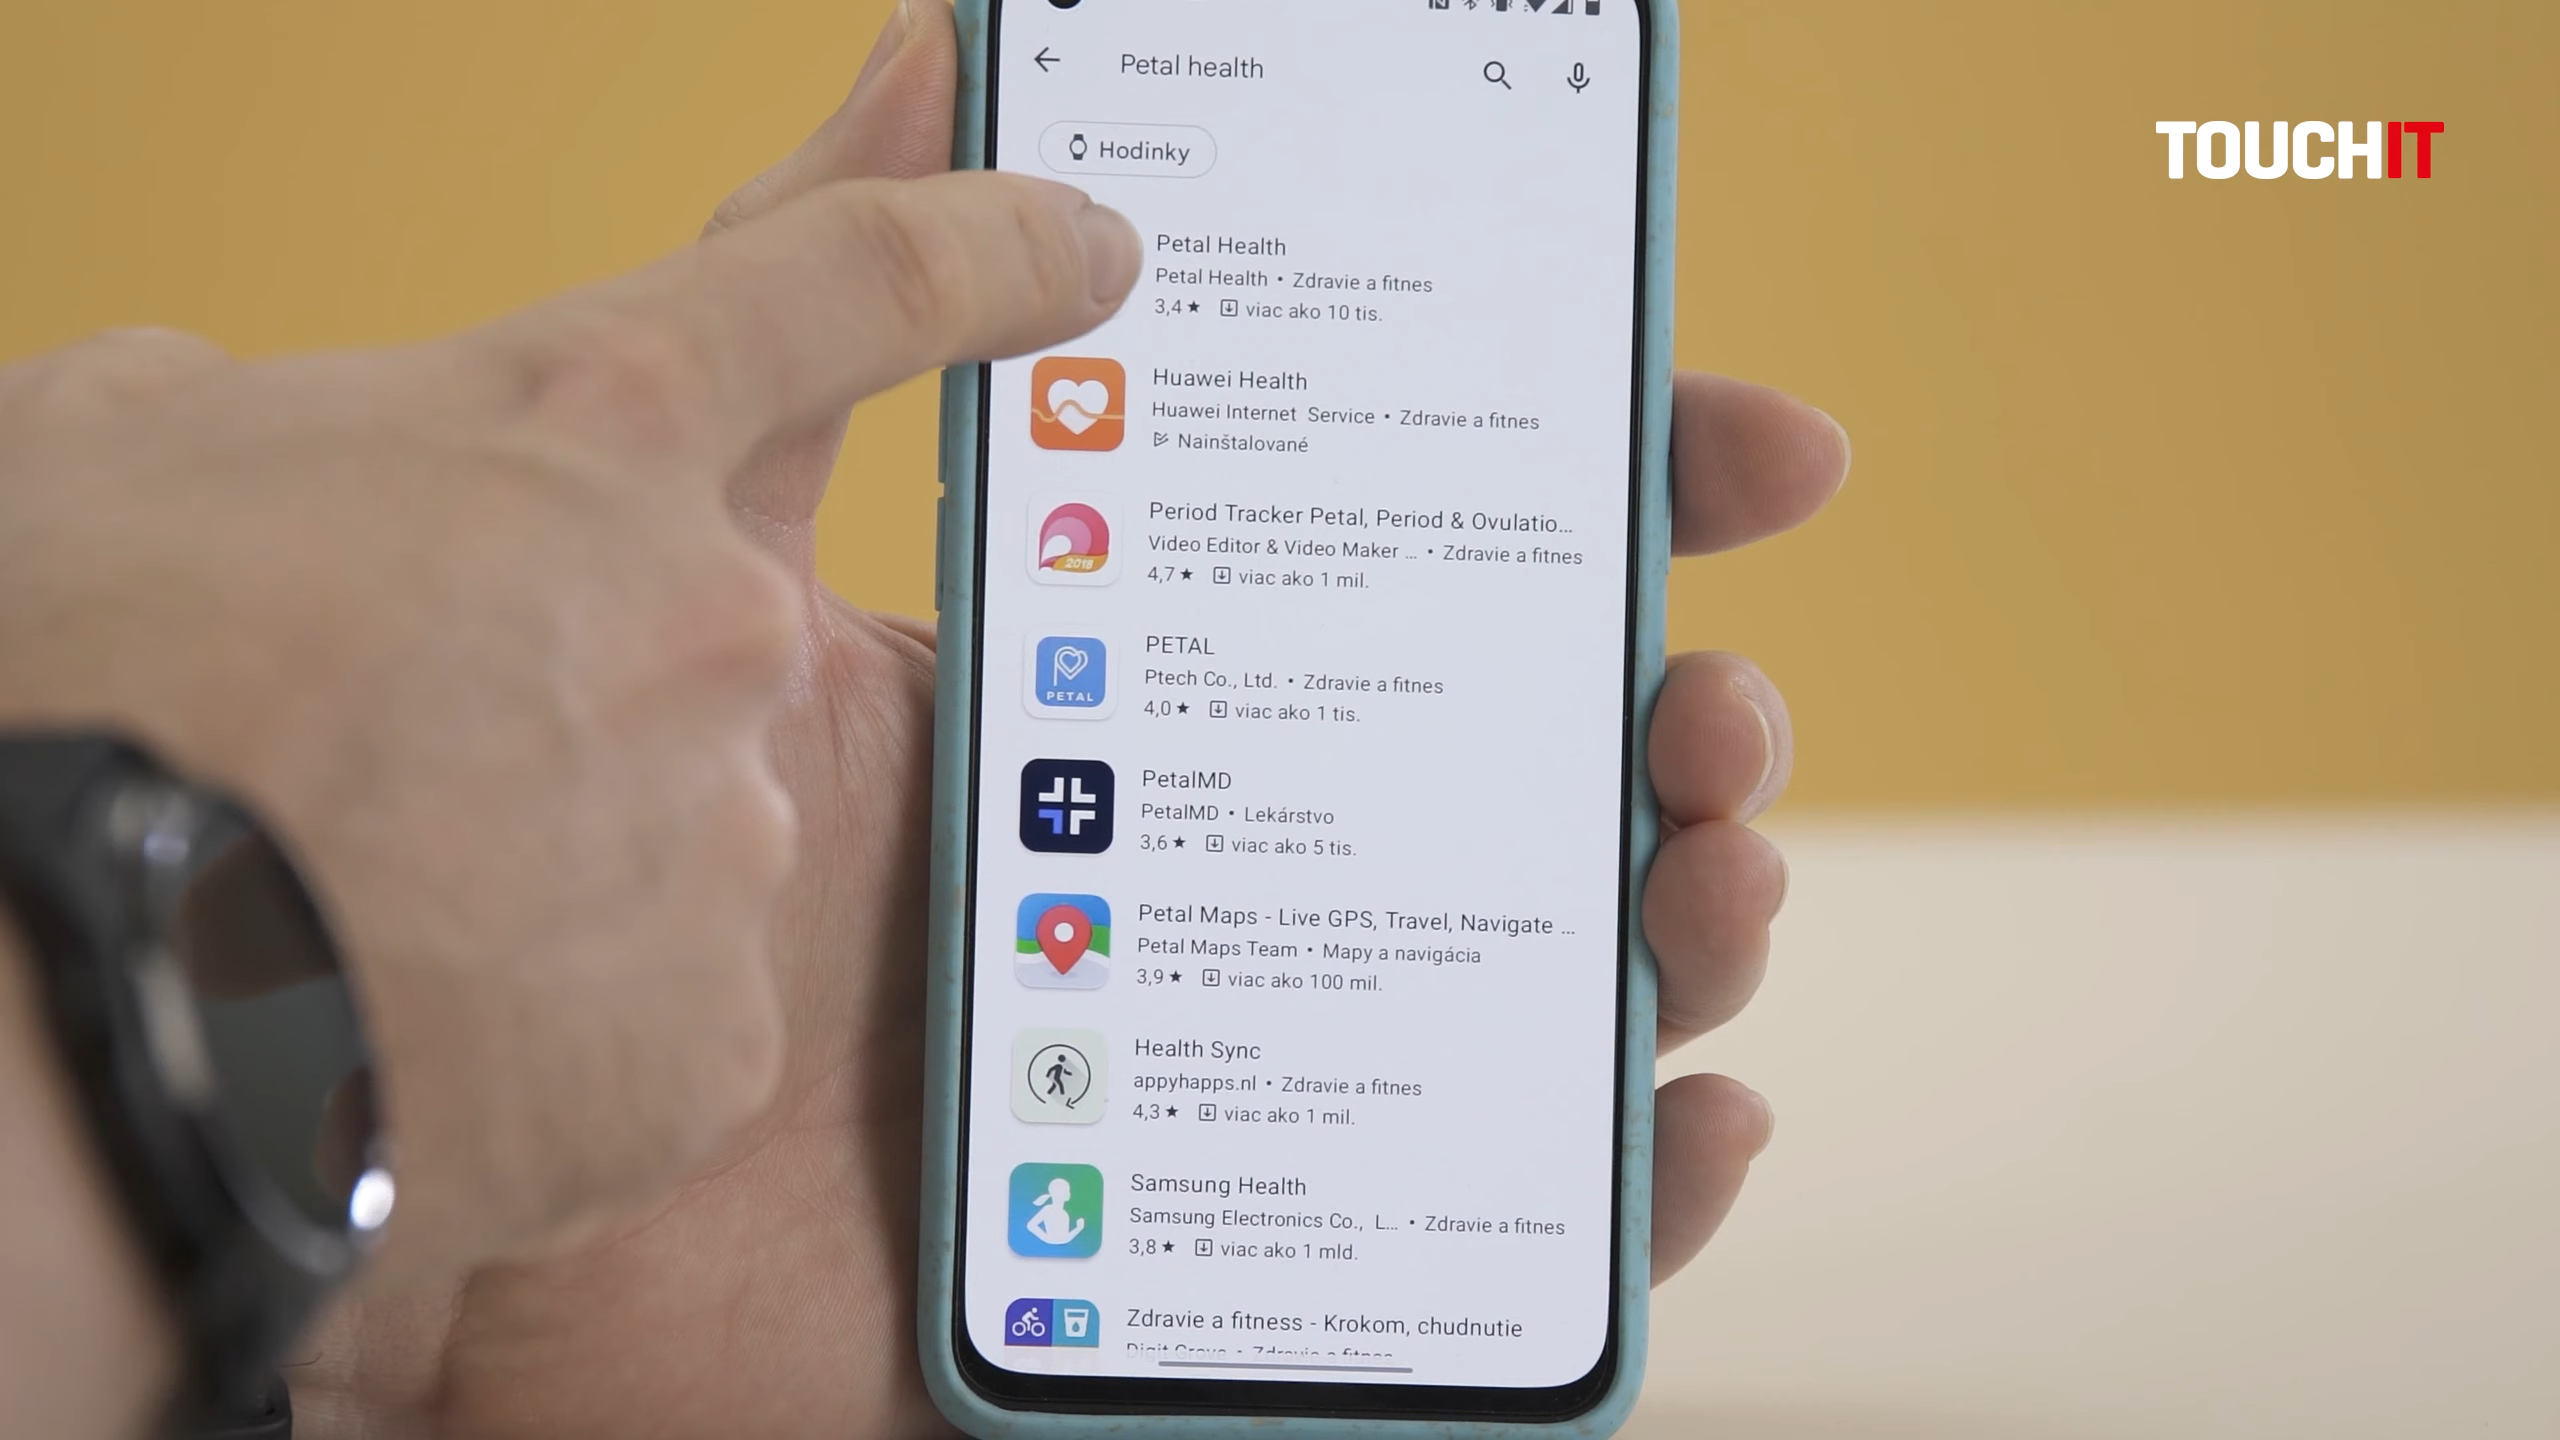 Petal health
TOUCHIT
Hodinky
Petal Health
Petal Health • Zdravie a fitnes
3,4 ★ viac ako 10 tis.
Huawei Health
Huawei Internet Service • Zdravie a fitnes
Nainštalované
Period Tracker Petal, Period & Ovulatio...
Video Editor & Video Maker ... • Zdravie a fitnes
4,7 ★ viac ako 1 mil.
2018
PETAL
Ptech Co., Ltd. • Zdravie a fitnes
PETAL
4,0 ★ viac ako 1 tis.
PetalMD
PetalMD • Lekárstvo
3,6 ★ viac ako 5 tis.
Petal Maps - Live GPS, Travel, Navigate ...
Petal Maps Team • Mapy a navigácia
3,9 ★ viac ako 100 mil.
Health Sync
appyhapps.nl • Zdravie a fitnes
4,3 ★ viac ako 1 mil.
Samsung Health
Samsung Electronics Co., L... • Zdravie a fitnes
3,8 ★ viac ako 1 mld.
Zdravie a fitness - Krokom, chudnutie
Digit Grove • Zdravie a fitnes